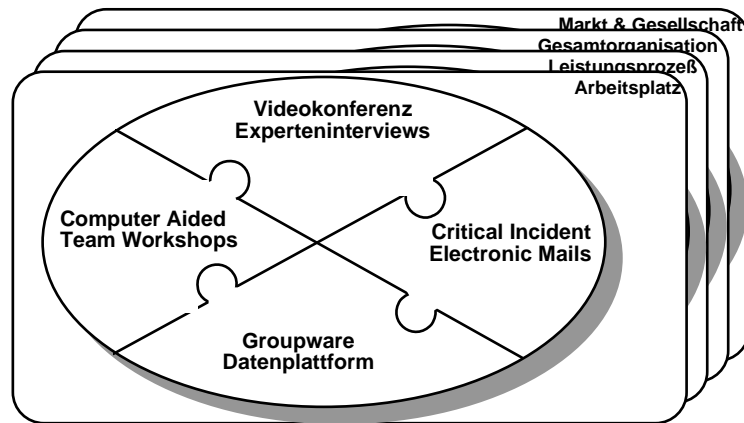 Markt & Gesellschaft
Gesamtorganisation
Leistungsprozeß
Arbeitsplatz
Videokonferenz
Experteninterviews
Computer Aided
Team Workshops
Critical Incident
Electronic Mails
Groupware
Datenplattform